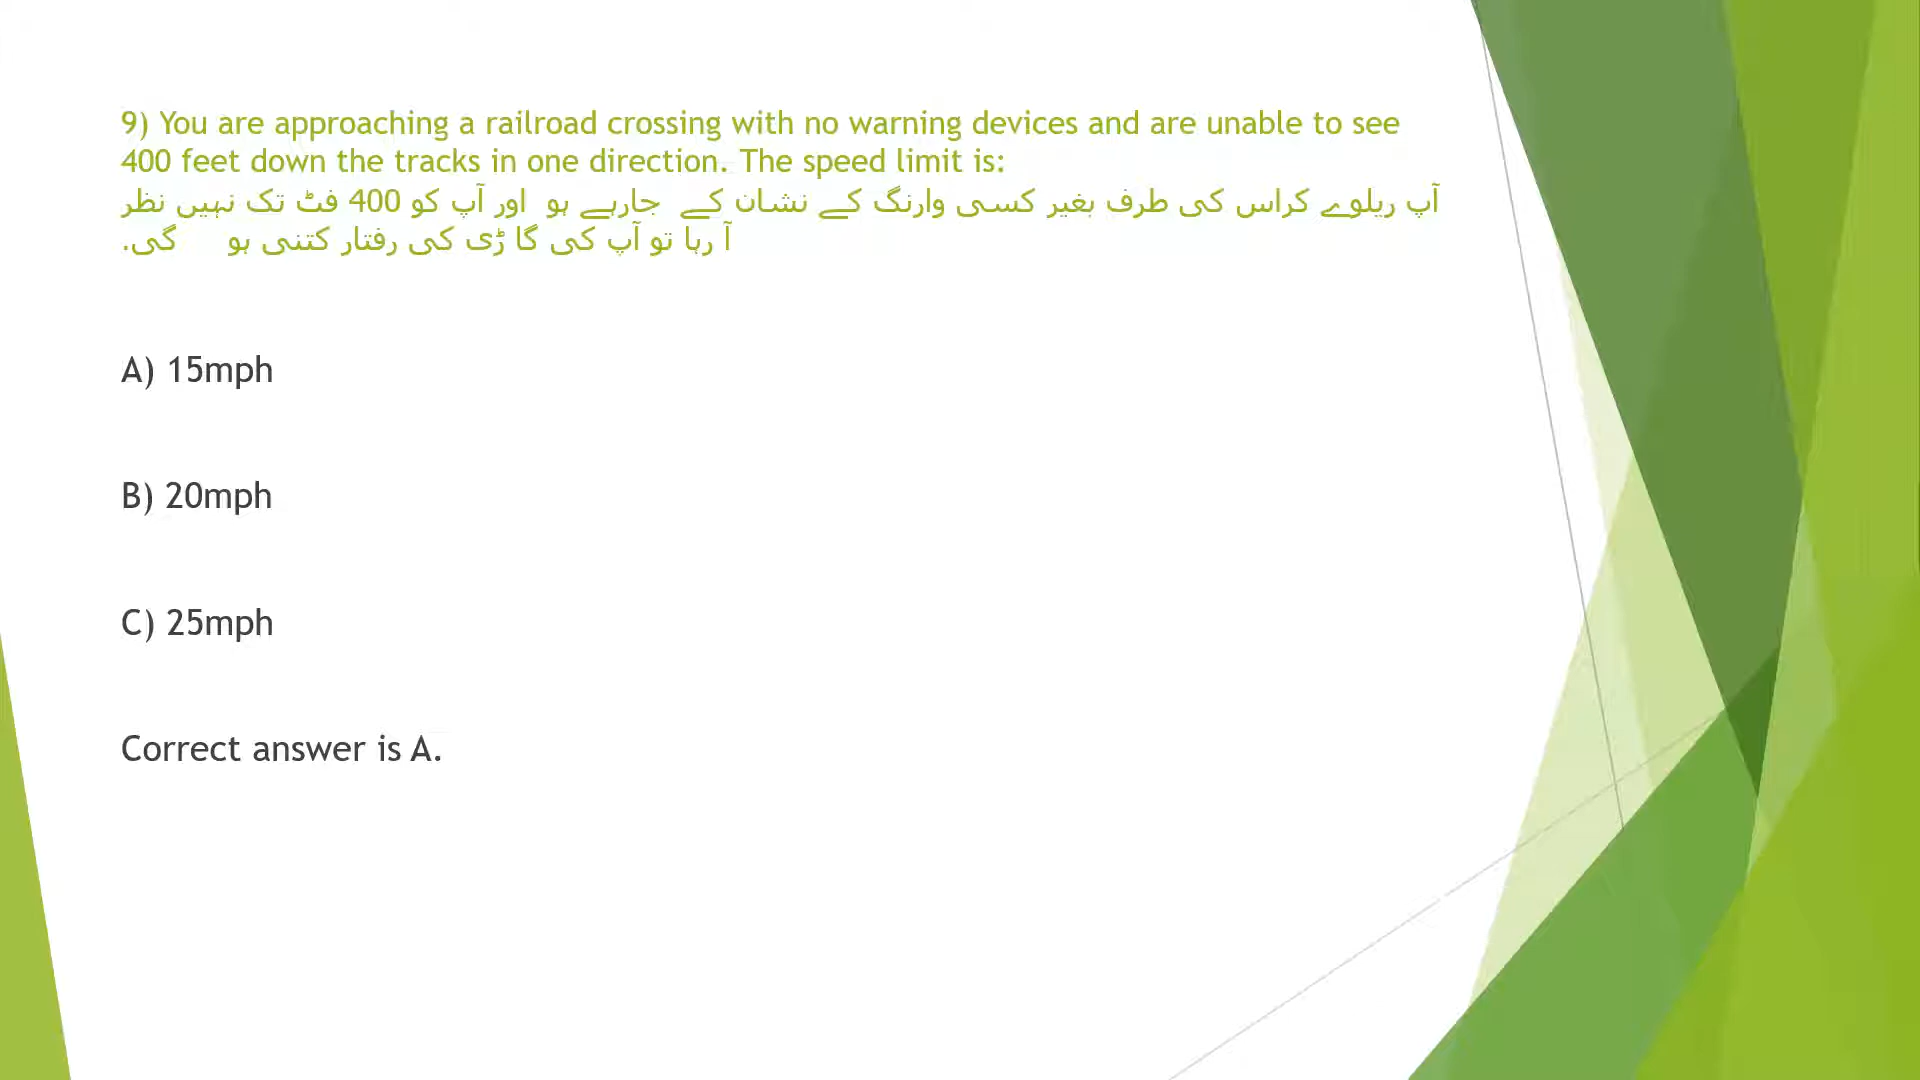 9) You are approaching a railroad crossing with no warning devices and are unable to see
400 feet down the tracks in one direction. The speed limit is:
آپ ریلوے کراس کی طرف بغیر کسی وارنگ کے نشان کے جارہے ہو اور آپ کو 400 فٹ تک نہیں نظر
آ رہا تو آپ کی گا ڑی کی رفتار کتنی ہو گی.
A) 15mph
B) 20mph
C) 25mph
Correct answer is A.